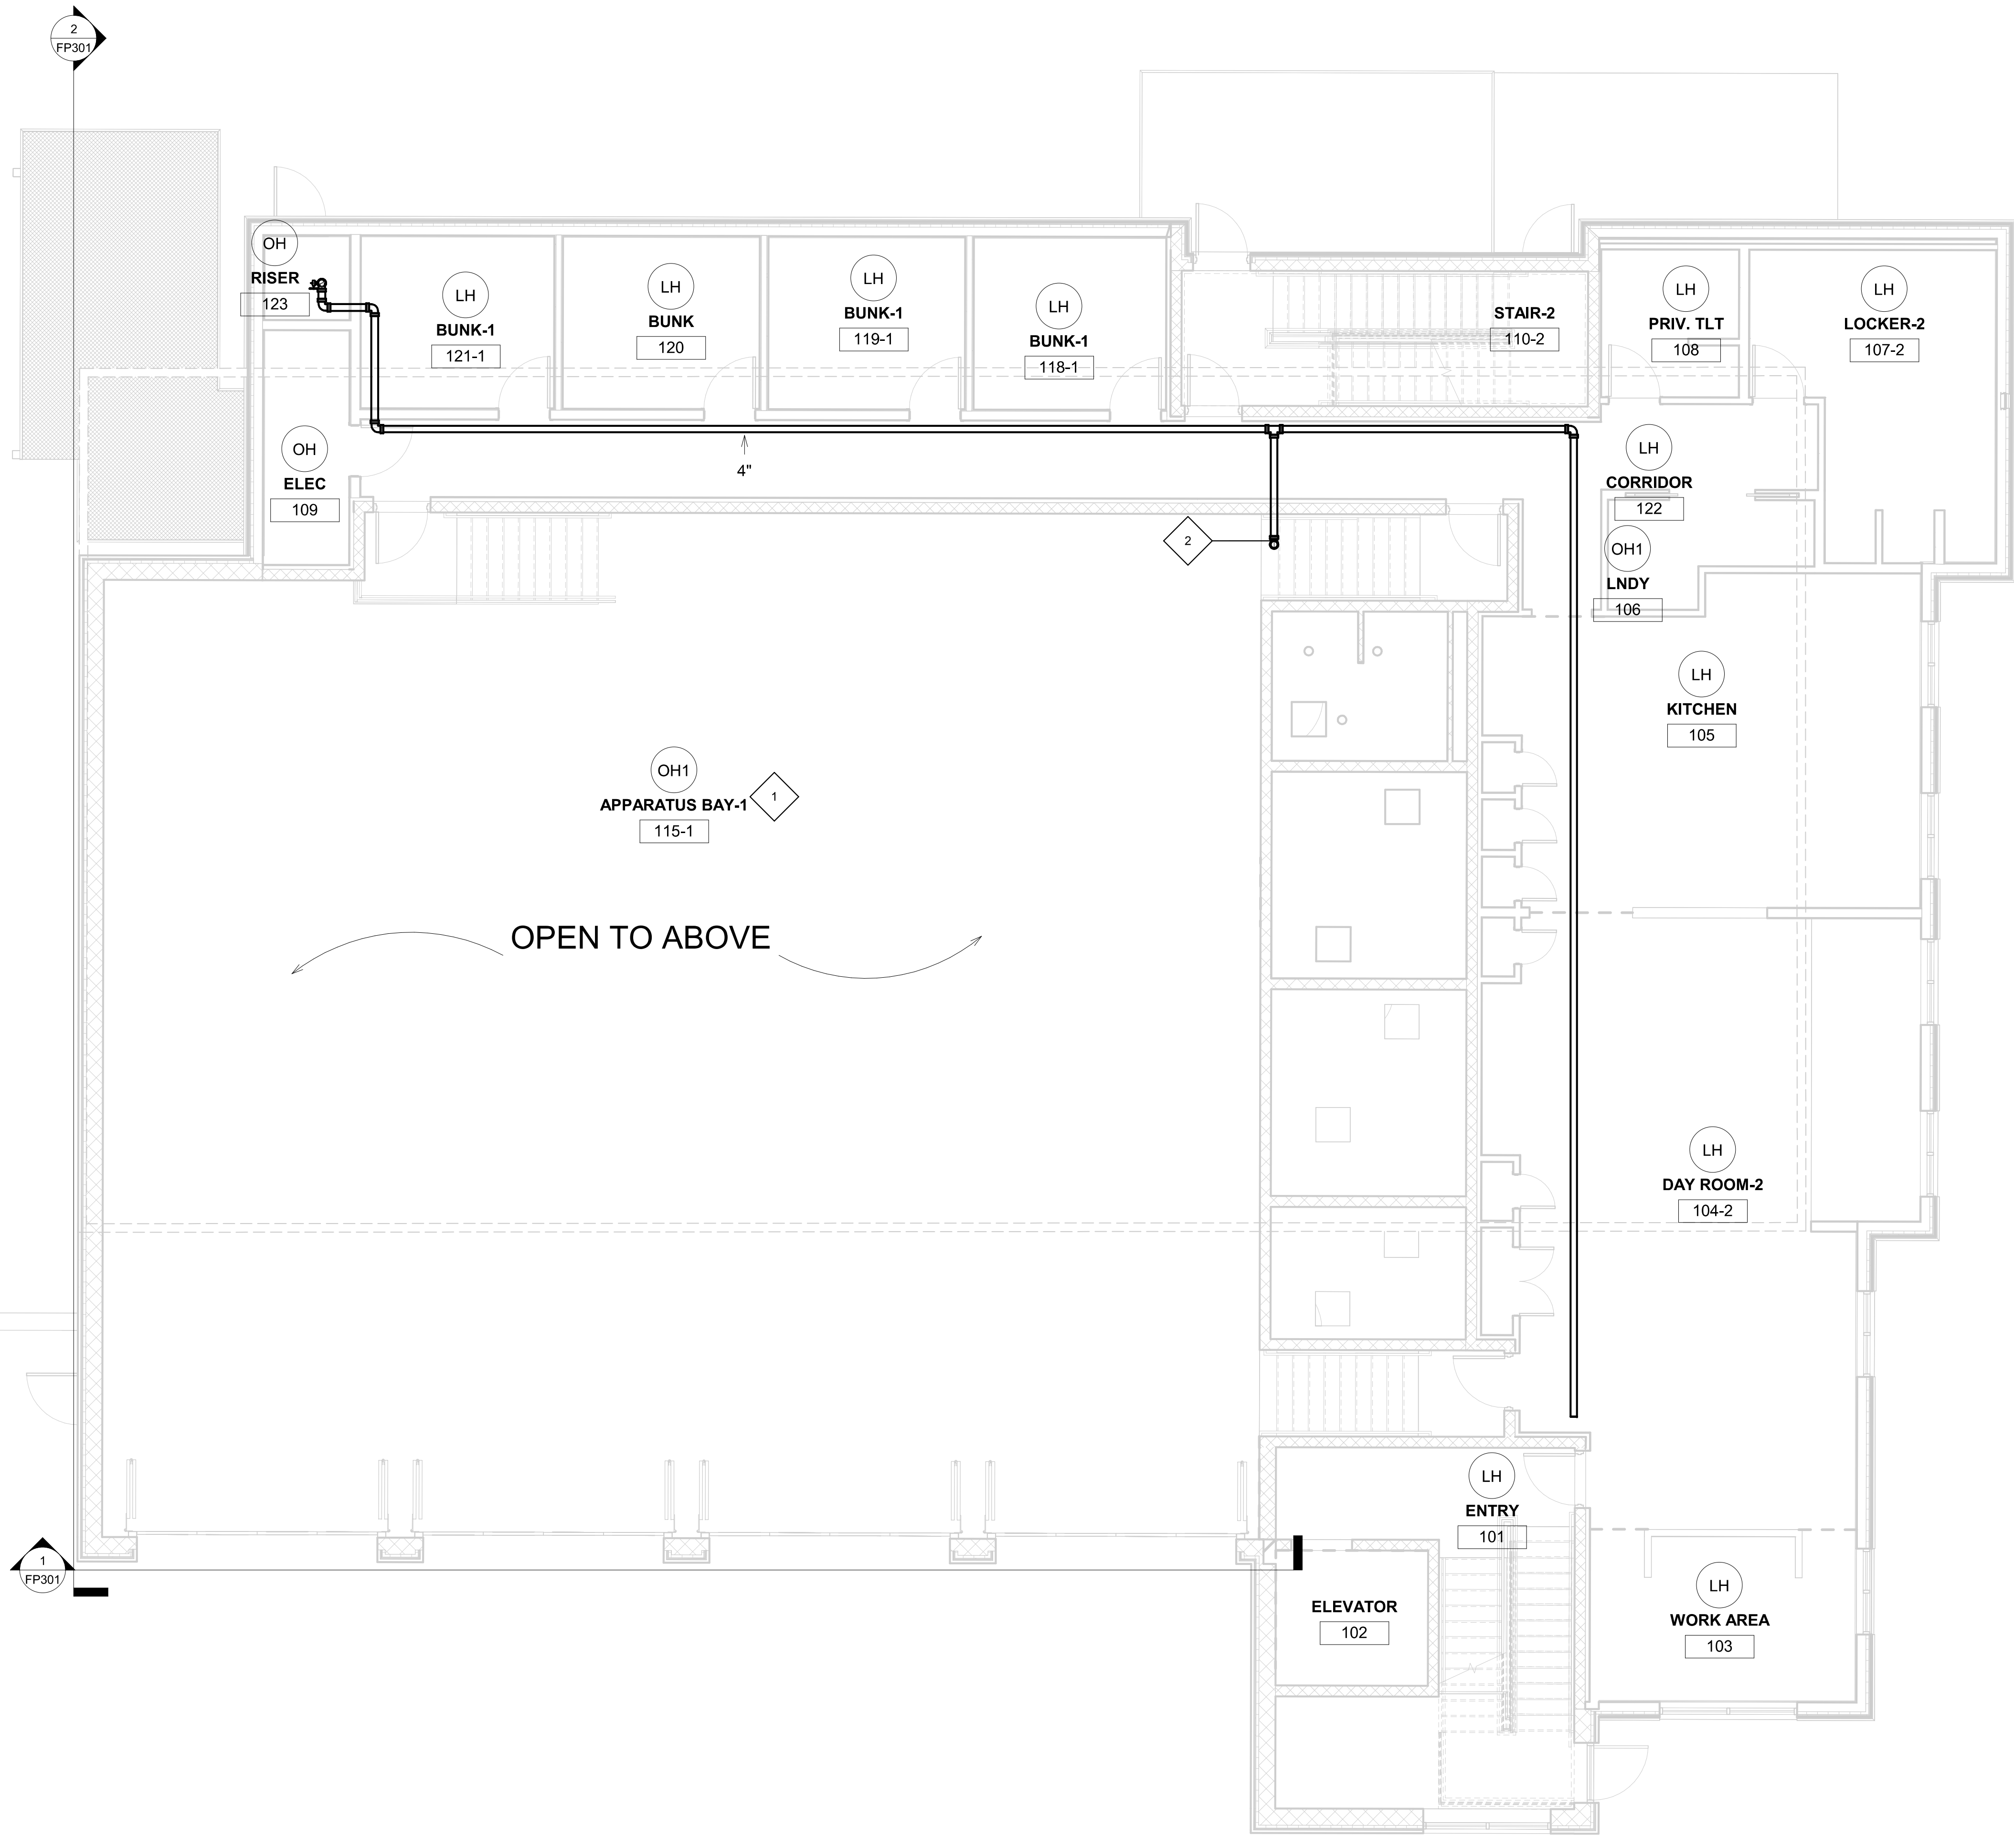 2
FP301
OH
RISER
123
LH
BUNK-1
121-1
LH
BUNK
120
LH
BUNK-1
119-1
LH
BUNK-1
118-1
STAIR-2
110-2
LH
PRIV. TLT
108
LH
LOCKER-2
107-2
OH
ELEC
109
4"
LH
CORRIDOR
122
2
OH1
LNDY
106
LH
KITCHEN
105
OH1
APPARATUS BAY-1
115-1
1
OPEN TO ABOVE
LH
DAY ROOM-2
104-2
LH
ENTRY
101
1
FP301
ELEVATOR
102
LH
WORK AREA
103